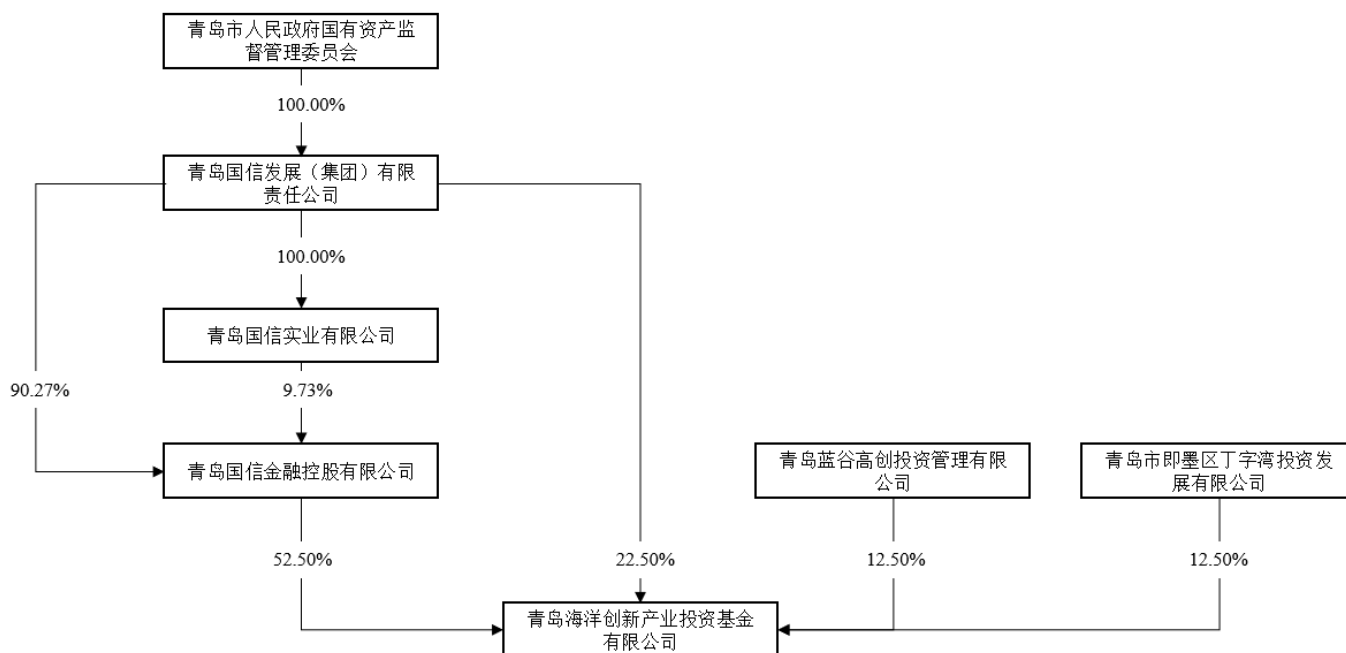 青岛市人民政府国有资产监
督管理委员会
100.00%
青岛国信发展（集团）有限
责任公司
100.00%
青岛国信实业有限公司
90.27%
9.73%
青岛国信金融控股有限公司
青岛蓝谷高创投资管理有限
公司
青岛市即墨区丁字湾投资发
展有限公司
52.50%
22.50%
12.50%
12.50%
青岛海洋创新产业投资基金
有限公司